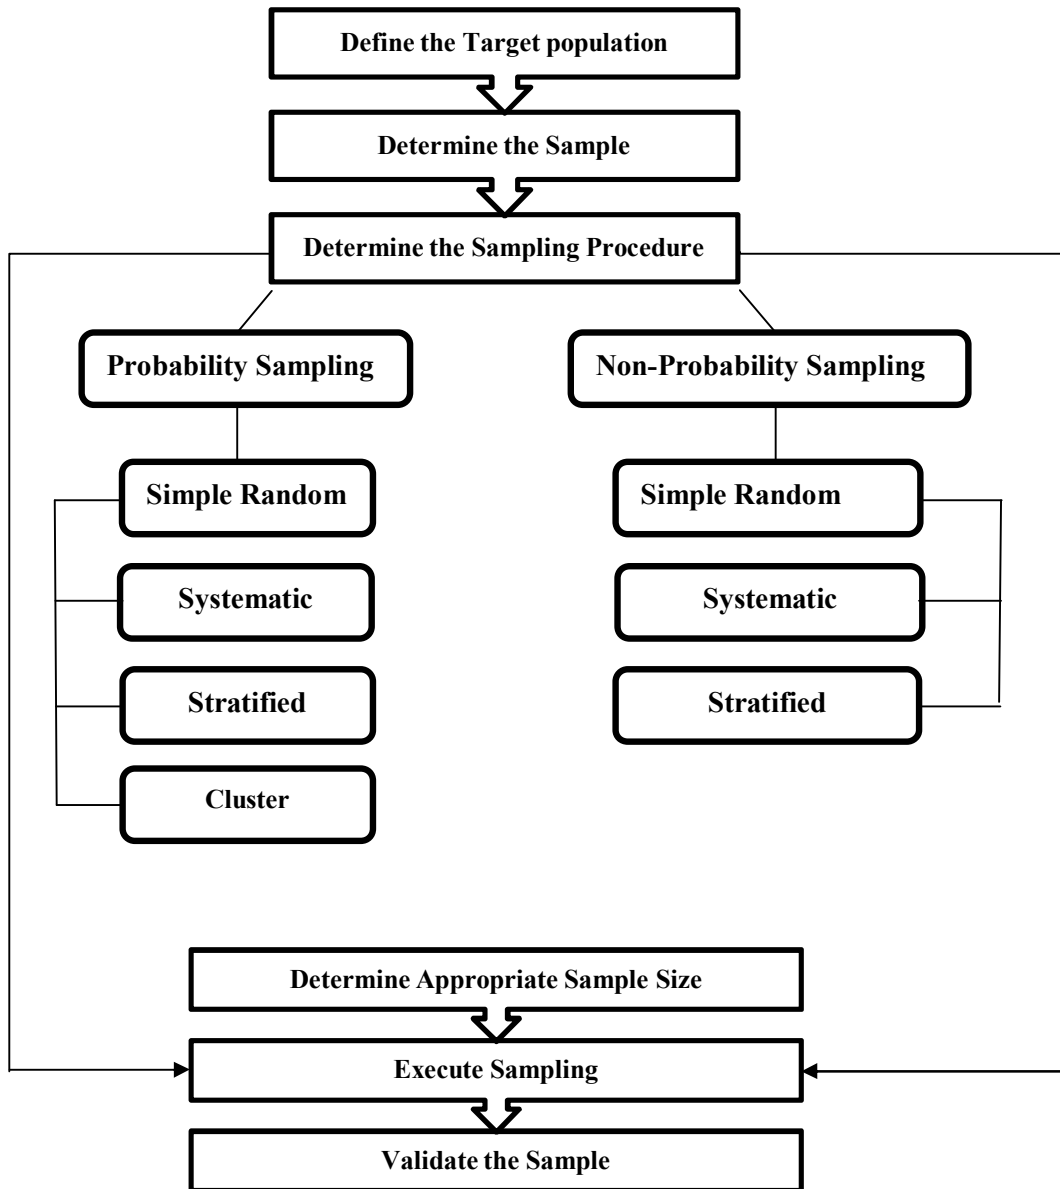 Define the Target population
Determine the Sample
Determine the Sampling Procedure
Probability Sampling
Non-Probability Sampling
Simple Random
Simple Random
Systematic
Systematic
Stratified
Stratified
Cluster
Determine Appropriate Sample Size
Execute Sampling
Validate the Sample